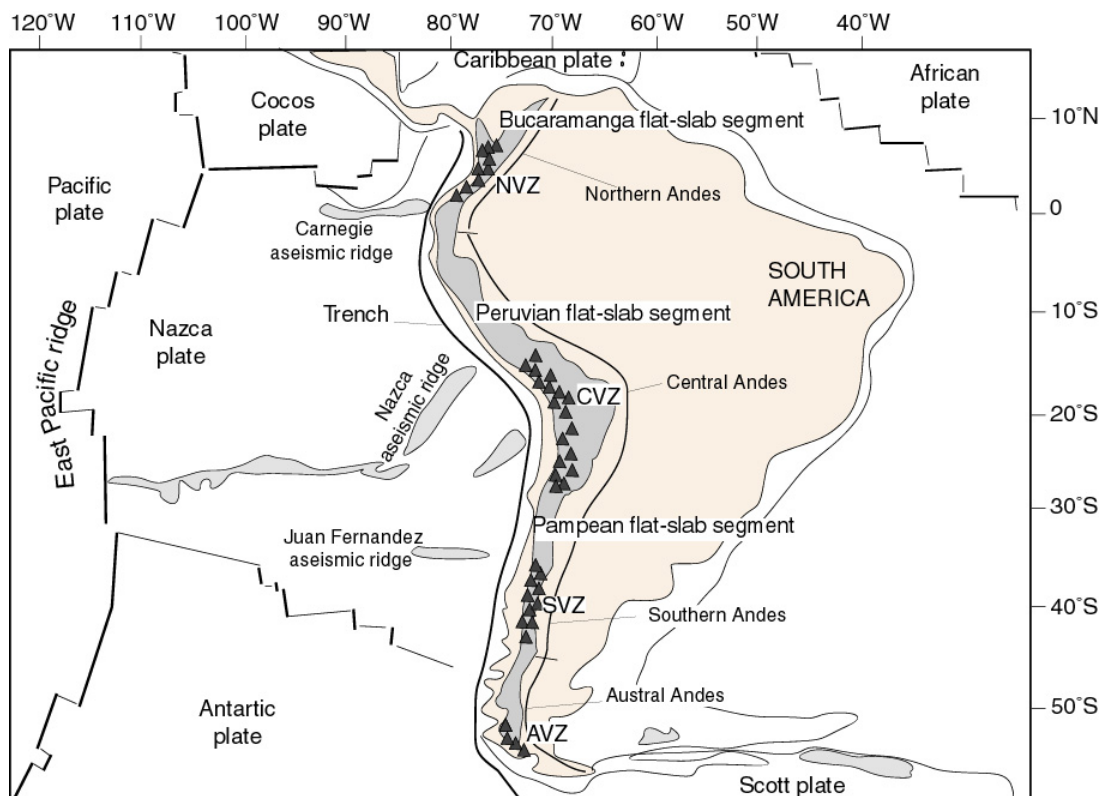 120˚W
110˚W
100˚W
90˚W
80˚W
70˚W
60˚W
50˚W
40˚W
Caribbean plate
African
plate
Cocos
plate
10˚N
Bucaramanga flat-slab segment
Pacific
plate
NVZ
Northern Andes
0
Carnegie
aseismic ridge
SOUTH
AMERICA
Trench
Peruvian flat-slab segment
10˚S
Nazca
plate
East Pacific ridge
Nazca
aseismic ridge
Central Andes
CVZ
20˚S
30˚S
Pampean flat-slab segment
Juan Fernandez
aseismic ridge
SVZ
40˚S
Southern Andes
Austral Andes
Antarctic
plate
50˚S
AVZ
Scott plate